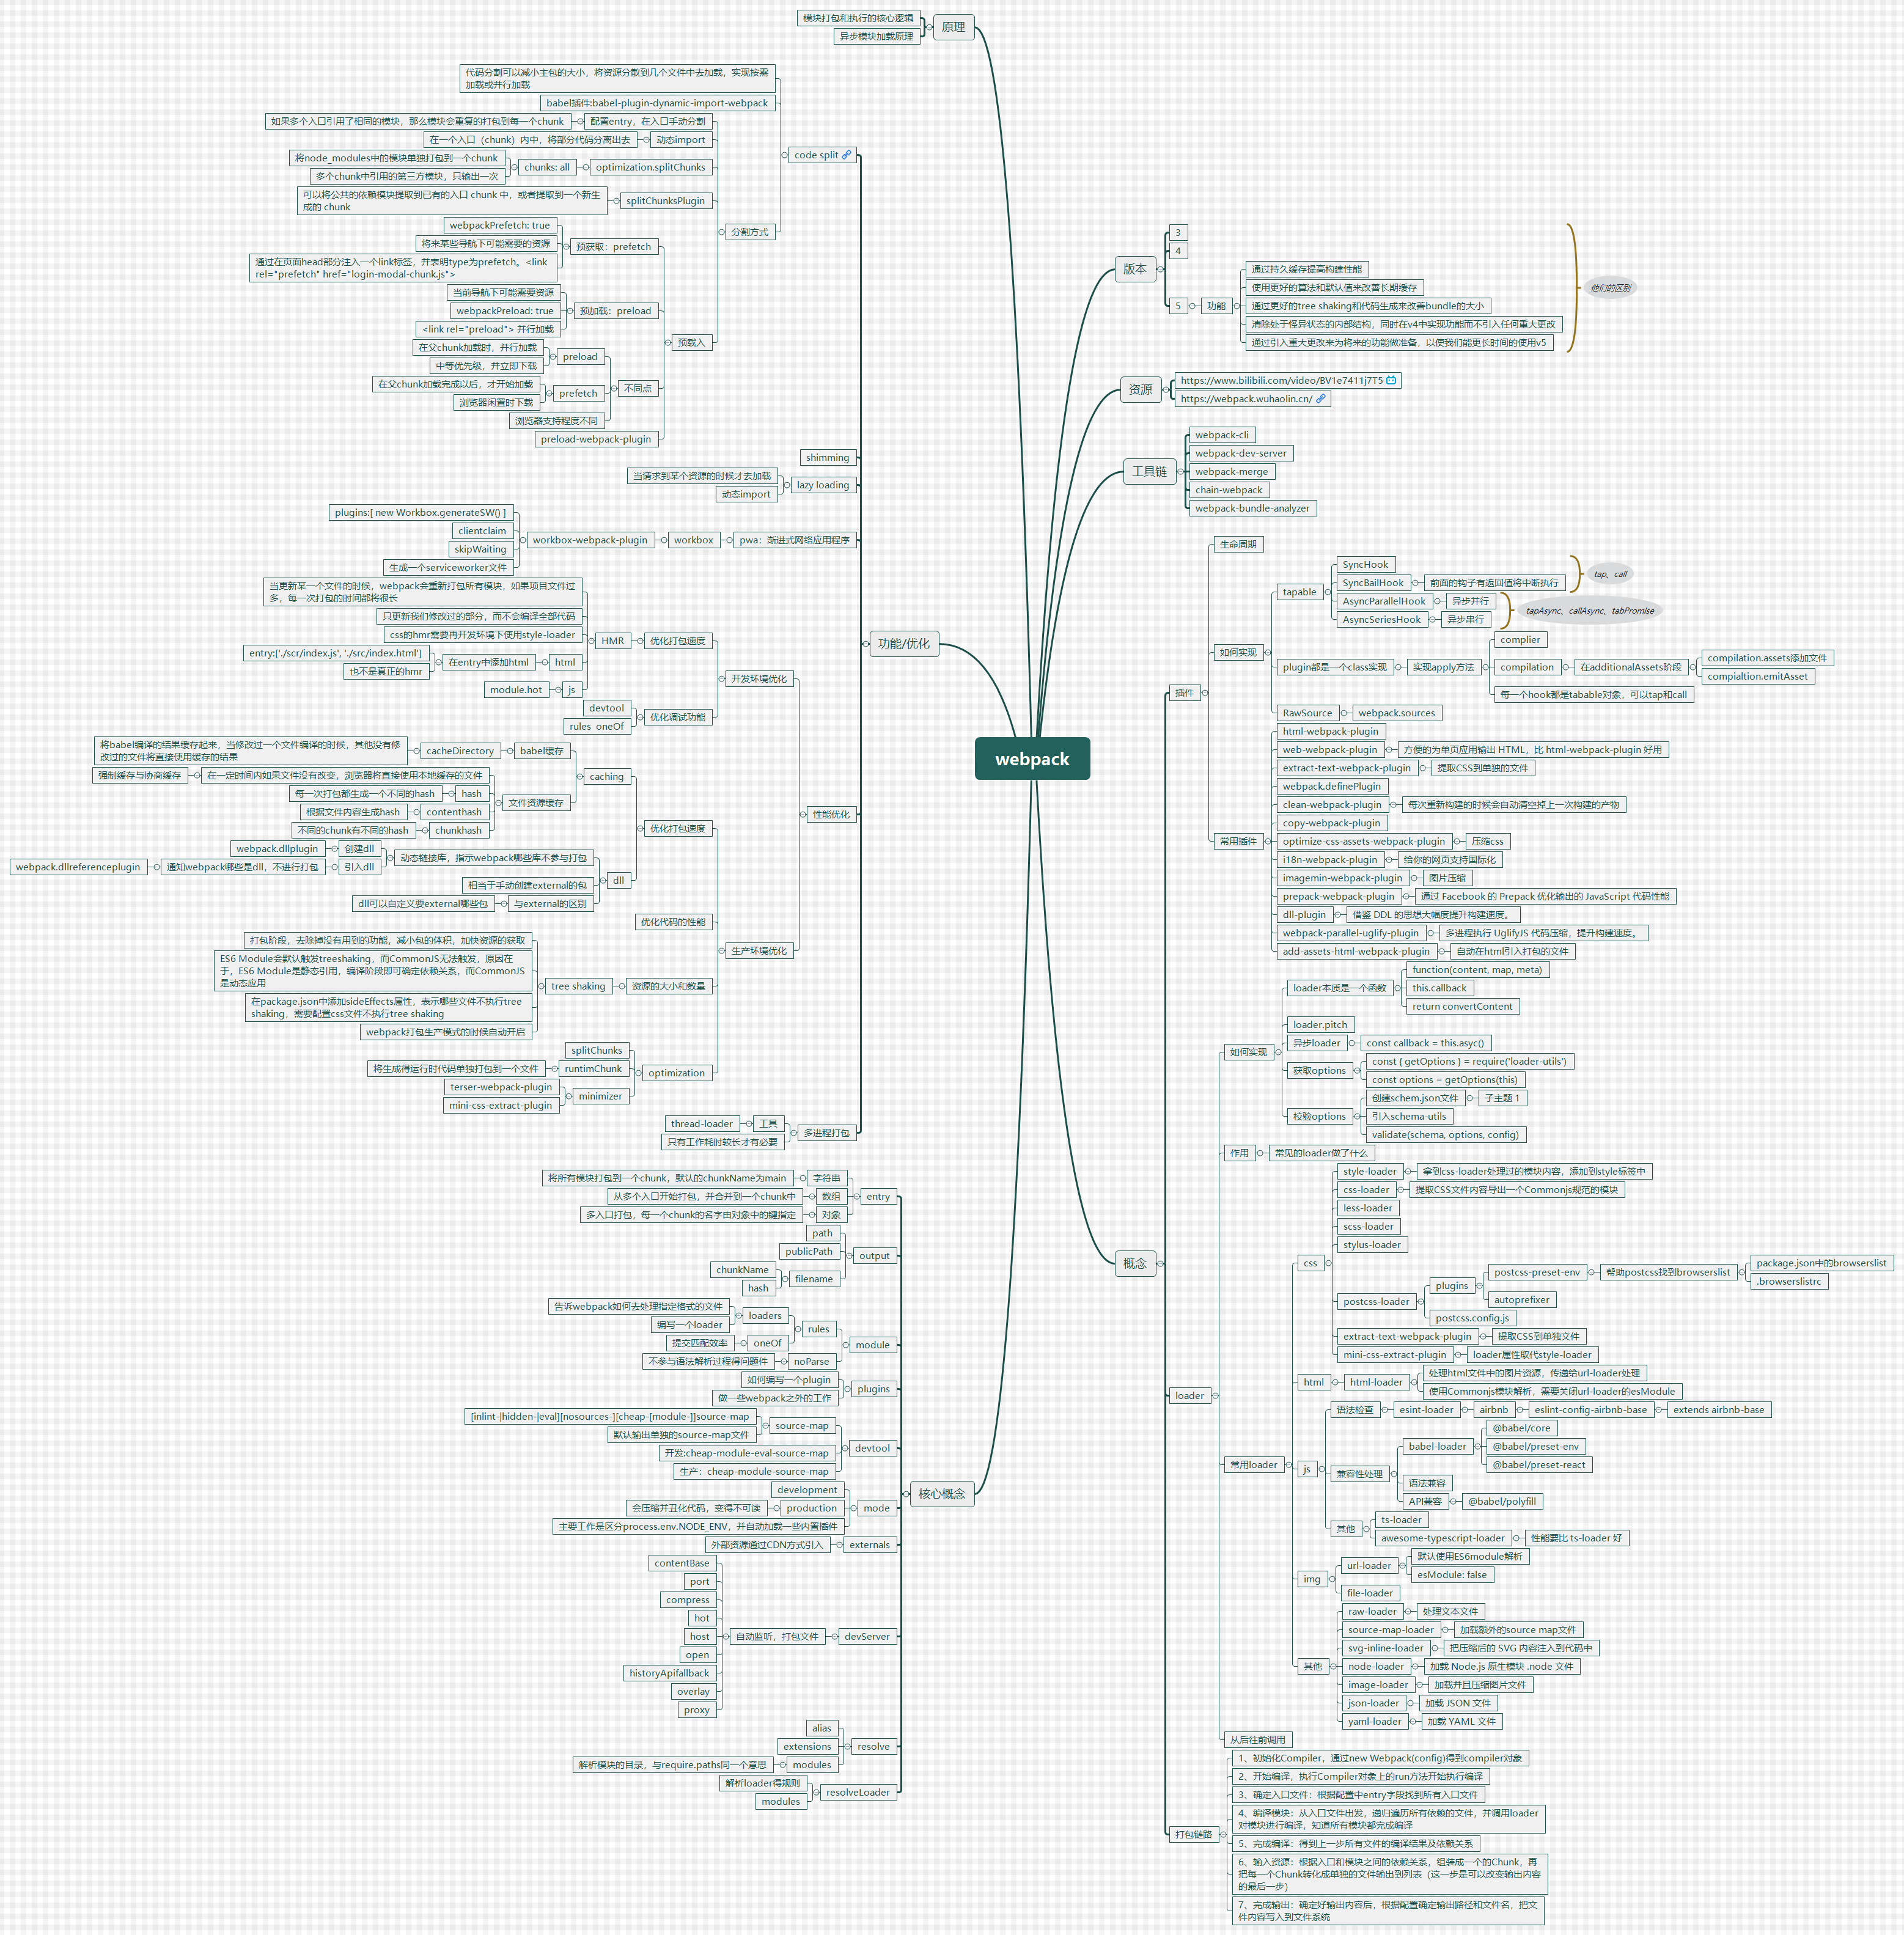 webpack
原理
模块打包和执行的核心逻辑
异步模块加载原理
功能/优化
code split
代码分割可以减小主包的大小，将资源分散到几个文件中去加载，实现按需
加载或并行加载
babel插件:babel-plugin-dynamic-import-webpack
分割方式
配置entry，在入口手动分割
如果多个入口引用了相同的模块，那么模块会重复的打包到每一个chunk
动态import
在一个入口（chunk）内中，将部分代码分离出去
optimization.splitChunks
chunks: all
将node_modules中的模块单独打包到一个chunk
多个chunk中引用的第三方模块，只输出一次
splitChunksPlugin
可以将公共的依赖模块提取到已有的入口 chunk 中，或者提取到一个新生
成的 chunk
预载入
预获取：prefetch
webpackPrefetch: true
将来某些导航下可能需要的资源
通过在页面head部分注入一个link标签，并表明type为prefetch。<link
rel="prefetch" href="login-modal-chunk.js">
预加载：preload
当前导航下可能需要资源
webpackPreload: true
<link rel="preload"> 并行加载
不同点
preload
在父chunk加载时，并行加载
中等优先级，并立即下载
prefetch
在父chunk加载完成以后，才开始加载
浏览器闲置时下载
浏览器支持程度不同
preload-webpack-plugin
shimming
lazy loading
当请求到某个资源的时候才去加载
动态import
pwa：渐进式网络应用程序
workbox
workbox-webpack-plugin
plugins:[ new Workbox.generateSW() ]
clientclaim
skipWaiting
生成一个serviceworker文件
性能优化
开发环境优化
优化打包速度
HMR
当更新某一个文件的时候，webpack会重新打包所有模块，如果项目文件过
多，每一次打包的时间都将很长
只更新我们修改过的部分，而不会编译全部代码
css的hmr需要再开发环境下使用style-loader
html
在entry中添加html
entry:['./scr/index.js', './src/index.html']
也不是真正的hmr
js
module.hot
优化调试功能
devtool
rules  oneOf
生产环境优化
优化打包速度
caching
babel缓存
cacheDirectory
将babel编译的结果缓存起来，当修改过一个文件编译的时候，其他没有修
改过的文件将直接使用缓存的结果
文件资源缓存
在一定时间内如果文件没有改变，浏览器将直接使用本地缓存的文件
强制缓存与协商缓存
hash
每一次打包都生成一个不同的hash
contenthash
根据文件内容生成hash
chunkhash
不同的chunk有不同的hash
dll
动态链接库，指示webpack哪些库不参与打包
创建dll
webpack.dllplugin
引入dll
通知webpack哪些是dll，不进行打包
webpack.dllreferenceplugin
相当于手动创建external的包
与external的区别
dll可以自定义要external哪些包
优化代码的性能
资源的大小和数量
tree shaking
打包阶段，去除掉没有用到的功能，减小包的体积，加快资源的获取
ES6 Module会默认触发treeshaking，而CommonJS无法触发，原因在
于，ES6 Module是静态引用，编译阶段即可确定依赖关系，而CommonJS
是动态应用
在package.json中添加sideEffects属性，表示哪些文件不执行tree
shaking，需要配置css文件不执行tree shaking
webpack打包生产模式的时候自动开启
optimization
splitChunks
runtimChunk
将生成得运行时代码单独打包到一个文件
minimizer
terser-webpack-plugin
mini-css-extract-plugin
多进程打包
工具
thread-loader
只有工作耗时较长才有必要
核心概念
entry
字符串
将所有模块打包到一个chunk，默认的chunkName为main
数组
从多个入口开始打包，并合并到一个chunk中
对象
多入口打包，每一个chunk的名字由对象中的键指定
output
path
publicPath
filename
chunkName
hash
module
rules
loaders
告诉webpack如何去处理指定格式的文件
编写一个loader
oneOf
提交匹配效率
noParse
不参与语法解析过程得问题件
plugins
如何编写一个plugin
做一些webpack之外的工作
devtool
source-map
[inlint-|hidden-|eval][nosources-][cheap-[module-]]source-map
默认输出单独的source-map文件
开发:cheap-module-eval-source-map
生产：cheap-module-source-map
mode
development
production
会压缩并丑化代码，变得不可读
主要工作是区分process.env.NODE_ENV，并自动加载一些内置插件
externals
外部资源通过CDN方式引入
devServer
自动监听，打包文件
contentBase
port
compress
hot
host
open
historyApifallback
overlay
proxy
resolve
alias
extensions
modules
解析模块的目录，与require.paths同一个意思
resolveLoader
解析loader得规则
modules
版本
3
4
5
功能
通过持久缓存提高构建性能
使用更好的算法和默认值来改善长期缓存
通过更好的tree shaking和代码生成来改善bundle的大小
清除处于怪异状态的内部结构，同时在v4中实现功能而不引入任何重大更改
通过引入重大更改来为将来的功能做准备，以使我们能更长时间的使用v5
他们的区别
资源
https://www.bilibili.com/video/BV1e7411j7T5
https://webpack.wuhaolin.cn/
工具链
webpack-cli
webpack-dev-server
webpack-merge
chain-webpack
webpack-bundle-analyzer
概念
插件
生命周期
如何实现
tapable
SyncHook
SyncBailHook
前面的钩子有返回值将中断执行
tap、call
AsyncParallelHook
异步并行
AsyncSeriesHook
异步串行
tapAsync、callAsync、tabPromise
plugin都是一个class实现
实现apply方法
complier
compilation
在additionalAssets阶段
compilation.assets添加文件
compialtion.emitAsset
每一个hook都是tabable对象，可以tap和call
RawSource
webpack.sources
常用插件
html-webpack-plugin
web-webpack-plugin
方便的为单页应用输出 HTML，比 html-webpack-plugin 好用
extract-text-webpack-plugin
提取CSS到单独的文件
webpack.definePlugin
clean-webpack-plugin
每次重新构建的时候会自动清空掉上一次构建的产物
copy-webpack-plugin
optimize-css-assets-webpack-plugin
压缩css
i18n-webpack-plugin
给你的网页支持国际化
imagemin-webpack-plugin
图片压缩
prepack-webpack-plugin
通过 Facebook 的 Prepack 优化输出的 JavaScript 代码性能
dll-plugin
借鉴 DDL 的思想大幅度提升构建速度。
webpack-parallel-uglify-plugin
多进程执行 UglifyJS 代码压缩，提升构建速度。
add-assets-html-webpack-plugin
自动在html引入打包的文件
loader
如何实现
loader本质是一个函数
function(content, map, meta)
this.callback
return convertContent
loader.pitch
异步loader
const callback = this.asyc()
获取options
const { getOptions } = require('loader-utils')
const options = getOptions(this)
校验options
创建schem.json文件
子主题 1
引入schema-utils
validate(schema, options, config)
作用
常见的loader做了什么
常用loader
css
style-loader
拿到css-loader处理过的模块内容，添加到style标签中
css-loader
提取CSS文件内容导出一个Commonjs规范的模块
less-loader
scss-loader
stylus-loader
postcss-loader
plugins
postcss-preset-env
帮助postcss找到browserslist
package.json中的browserslist
.browserslistrc
autoprefixer
postcss.config.js
extract-text-webpack-plugin
提取CSS到单独文件
mini-css-extract-plugin
loader属性取代style-loader
html
html-loader
处理html文件中的图片资源，传递给url-loader处理
使用Commonjs模块解析，需要关闭url-loader的esModule
js
语法检查
esint-loader
airbnb
eslint-config-airbnb-base
extends airbnb-base
兼容性处理
babel-loader
@babel/core
@babel/preset-env
@babel/preset-react
语法兼容
API兼容
@babel/polyfill
其他
ts-loader
awesome-typescript-loader
性能要比 ts-loader 好
img
url-loader
默认使用ES6module解析
esModule: false
file-loader
其他
raw-loader
处理文本文件
source-map-loader
加载额外的source map文件
svg-inline-loader
把压缩后的 SVG 内容注入到代码中
node-loader
加载 Node.js 原生模块 .node 文件
image-loader
加载并且压缩图片文件
json-loader
加载 JSON 文件
yaml-loader
加载 YAML 文件
从后往前调用
打包链路
1、初始化Compiler，通过new Webpack(config)得到compiler对象
2、开始编译，执行Compiler对象上的run方法开始执行编译
3、确定入口文件：根据配置中entry字段找到所有入口文件
4、编译模块：从入口文件出发，递归遍历所有依赖的文件，并调用loader
对模块进行编译，知道所有模块都完成编译
5、完成编译：得到上一步所有文件的编译结果及依赖关系
6、输入资源：根据入口和模块之间的依赖关系，组装成一个的Chunk，再
把每一个Chunk转化成单独的文件输出到列表（这一步是可以改变输出内容
的最后一步）
7、完成输出：确定好输出内容后，根据配置确定输出路径和文件名，把文
件内容写入到文件系统